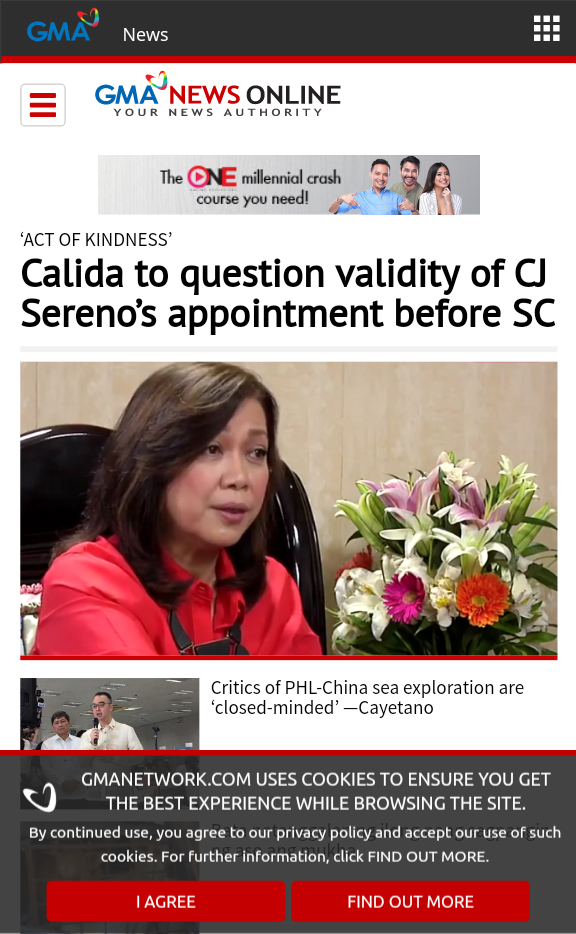 GMA News
GMA NEWS ONLINE
YOUR NEWS AUTHORITY
The ONE millennial crash
course you need!
‘ACT OF KINDNESS’
Calida to question validity of CJ
Sereno’s appointment before SC
Critics of PHL-China sea exploration are
‘closed-minded’ —Cayetano
GMANETWORK.COM USES COOKIES TO ENSURE YOU GET
THE BEST EXPERIENCE WHILE BROWSING THE SITE.
By continued use, you agree to our privacy policy and accept our use of such
cookies. For further information, click FIND OUT MORE.
ng aso ang mukha
I AGREE FIND OUT MORE